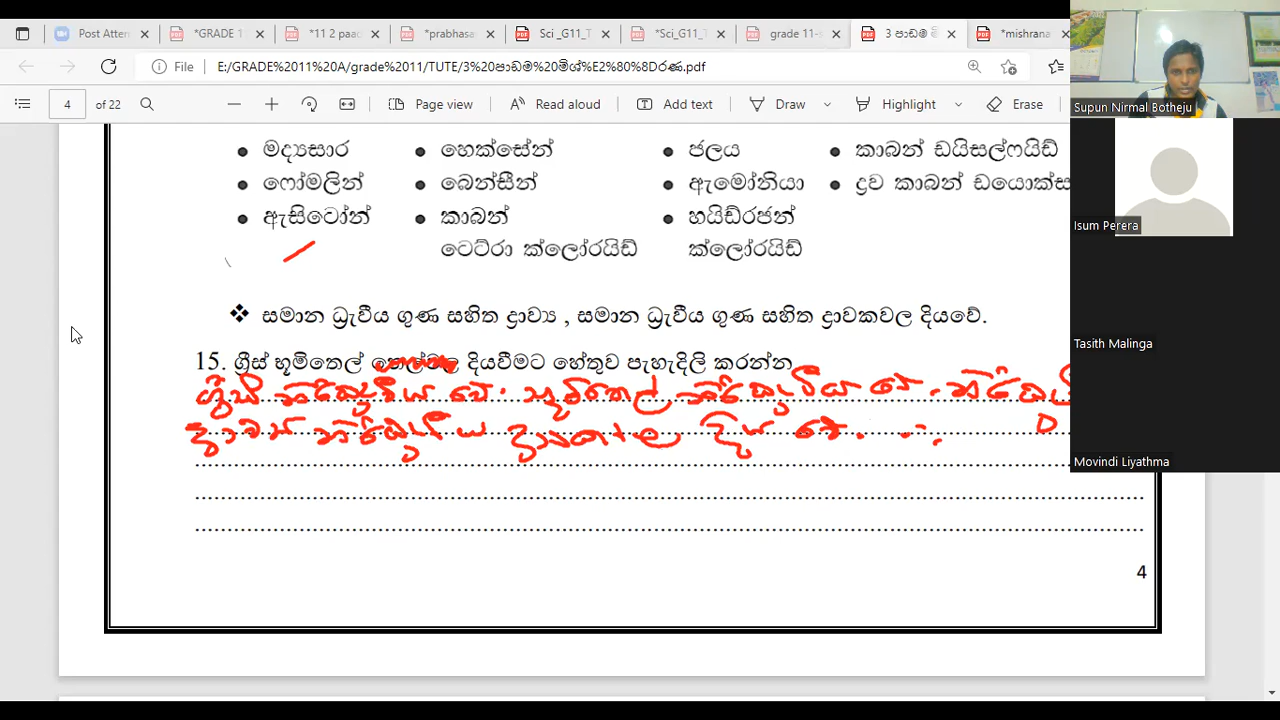 Post Atten
*GRADE 1
*11 2 paac
*prabhasa
Sci_G11_T
*Sci_G11_T
grade 11-
3 පාඩම මි
*mishrana
File E:/GRADE%2011%20A/grade%2011/TUTE/3%20පාඩම%20මිශ්%E2%80%8Dරණ.pdf
4 of 22 Page view Read aloud Add text Draw Highlight Erase
Supun Nirmal Botheju
• මද්‍යසාර • හෙක්සේන් • ජලය • කාබන් ඩයිසල්ෆයිඩ්
• ෆෝමලින් • බෙන්සීන් • ඇමෝනියා • ද්‍රව කාබන් ඩයොක්ස
• ඇසිටෝන් • කාබන් • හයිඩ්රජන්
ටෙට්රා ක්ලෝරයිඩ් ක්ලෝරයිඩ්
Isum Perera
❖ සමාන ධ්‍රැවීය ගුණ සහිත ද්‍රාව්‍ය , සමාන ධ්‍රැවීය ගුණ සහිත ද්‍රාවකවල දියවේ.
Tasith Malinga
15. ග්‍රීස් භූමිතෙල් දියවීමට හේතුව පැහැදිලි කරන්න
ග්‍රීස් නිර්ධ්‍රැවීය වේ. භූමිතෙල් නිර්ධ්‍රැවීය වේ.
නිර්ධ්‍රැවීය දිය වේ.
Movindi Liyathma
4